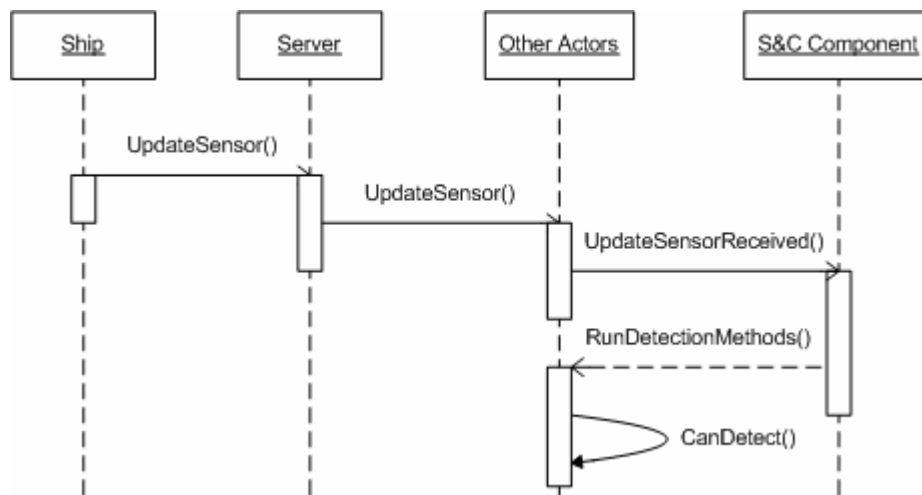 Ship
Server
Other Actors
S&C Component
UpdateSensor()
UpdateSensor()
UpdateSensorReceived()
RunDetectionMethods()
CanDetect()